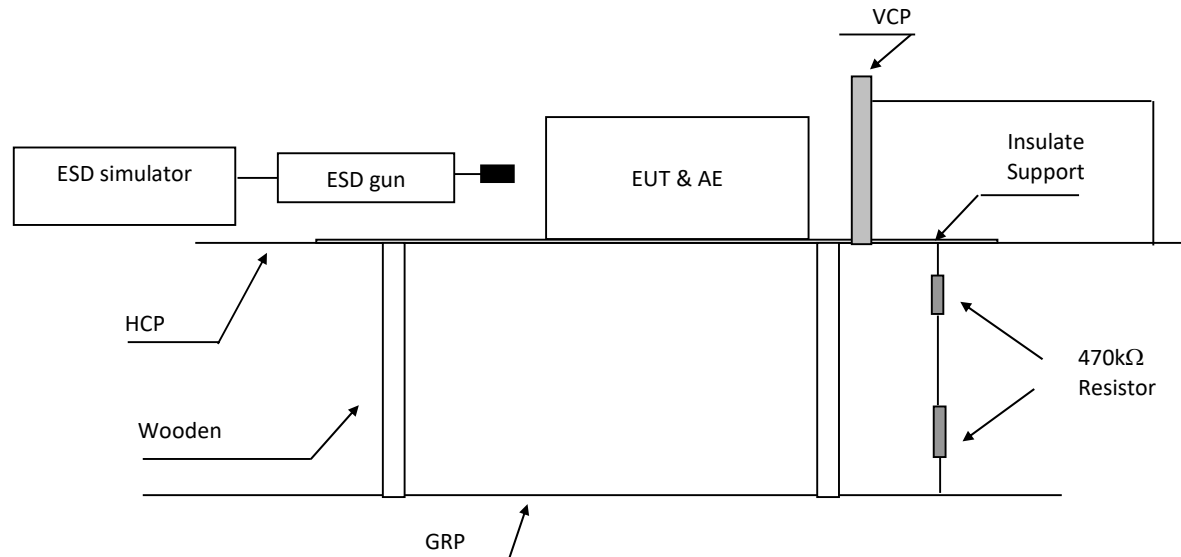 VCP
ESD simulator
ESD gun
EUT & AE
Insulate
Support
HCP
470kΩ
Resistor
Wooden
GRP